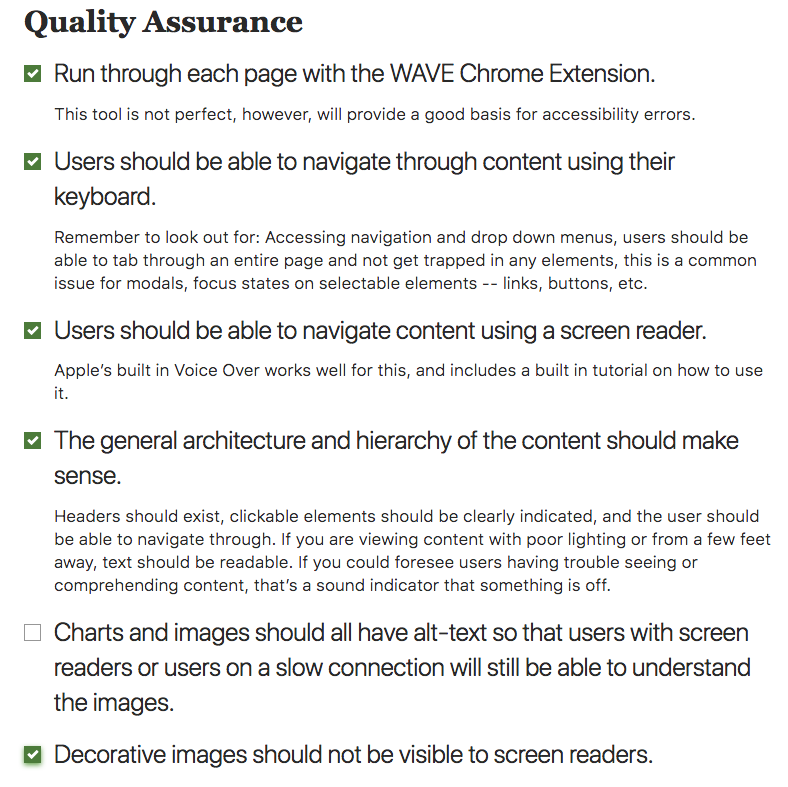 Quality Assurance
Run through each page with the WAVE Chrome Extension.
This tool is not perfect, however, will provide a good basis for accessibility errors.
Users should be able to navigate through content using their
keyboard.
Remember to look out for: Accessing navigation and drop down menus, users should be
able to tab through an entire page and not get trapped in any elements, this is a common
issue for modals, focus states on selectable elements -- links, buttons, etc.
Users should be able to navigate content using a screen reader.
Apple’s built in Voice Over works well for this, and includes a built in tutorial on how to use
it.
The general architecture and hierarchy of the content should make
sense.
Headers should exist, clickable elements should be clearly indicated, and the user should
be able to navigate through. If you are viewing content with poor lighting or from a few feet
away, text should be readable. If you could foresee users having trouble seeing or
comprehending content, that’s a sound indicator that something is off.
Charts and images should all have alt-text so that users with screen
readers or users on a slow connection will still be able to understand
the images.
Decorative images should not be visible to screen readers.